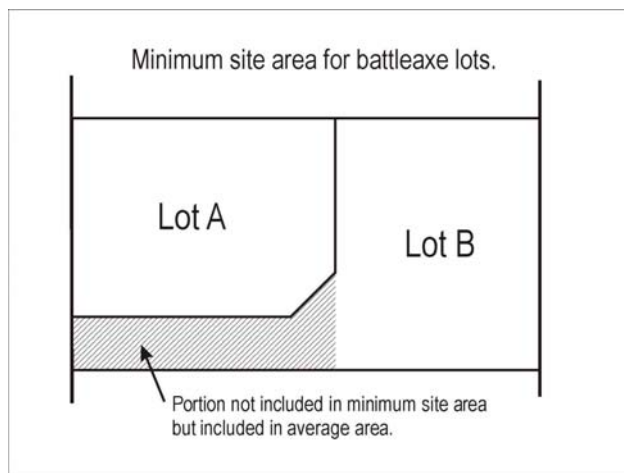 Minimum site area for battleaxe lots.
Lot A
Lot B
Portion not included in minimum site area
but included in average area.